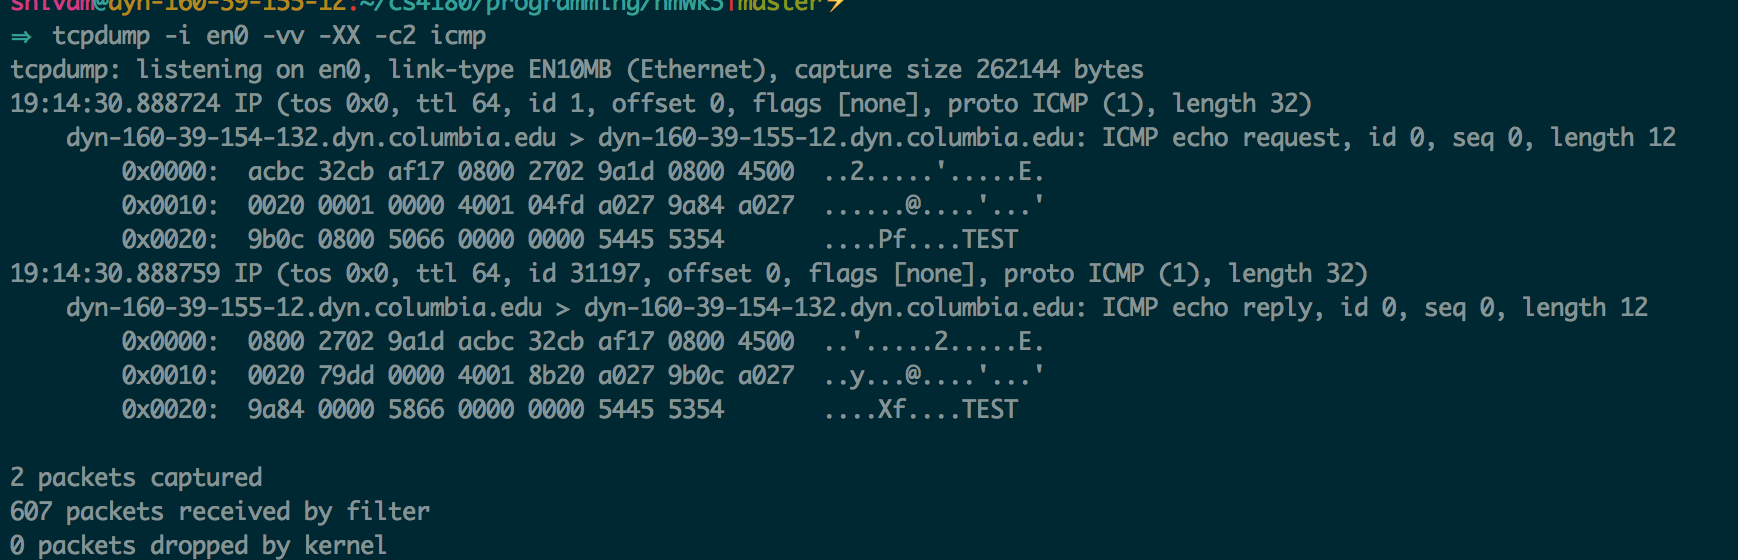 shivam@dyn-160-39-155-12:~/cs4180/programming/hmwk3|master⚡
⇒  tcpdump -i en0 -vv -XX -c2 icmp
tcpdump: listening on en0, link-type EN10MB (Ethernet), capture size 262144 bytes
19:14:30.888724 IP (tos 0x0, ttl 64, id 1, offset 0, flags [none], proto ICMP (1), length 32)
    dyn-160-39-154-132.dyn.columbia.edu > dyn-160-39-155-12.dyn.columbia.edu: ICMP echo request, id 0, seq 0, length 12
        0x0000:  acbc 32cb af17 0800 2702 9a1d 0800 4500  ..2.....'.....E.
        0x0010:  0020 0001 0000 4001 04fd a027 9a84 a027  ......@....'...'
        0x0020:  9b0c 0800 5066 0000 0000 5445 5354       ....Pf....TEST
19:14:30.888759 IP (tos 0x0, ttl 64, id 31197, offset 0, flags [none], proto ICMP (1), length 32)
    dyn-160-39-155-12.dyn.columbia.edu > dyn-160-39-154-132.dyn.columbia.edu: ICMP echo reply, id 0, seq 0, length 12
        0x0000:  0800 2702 9a1d acbc 32cb af17 0800 4500  ..'.....2.....E.
        0x0010:  0020 79dd 0000 4001 8b20 a027 9b0c a027  ..y...@....'...'
        0x0020:  9a84 0000 5866 0000 0000 5445 5354       ....Xf....TEST
2 packets captured
607 packets received by filter
0 packets dropped by kernel